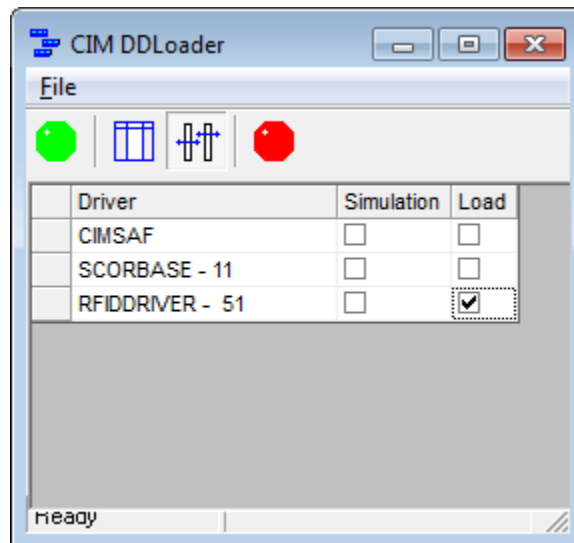 CIM DDLoader
File
Driver Simulation Load
CIMSAF
SCORBASE - 11
RFIDDRIVER - 51
Ready